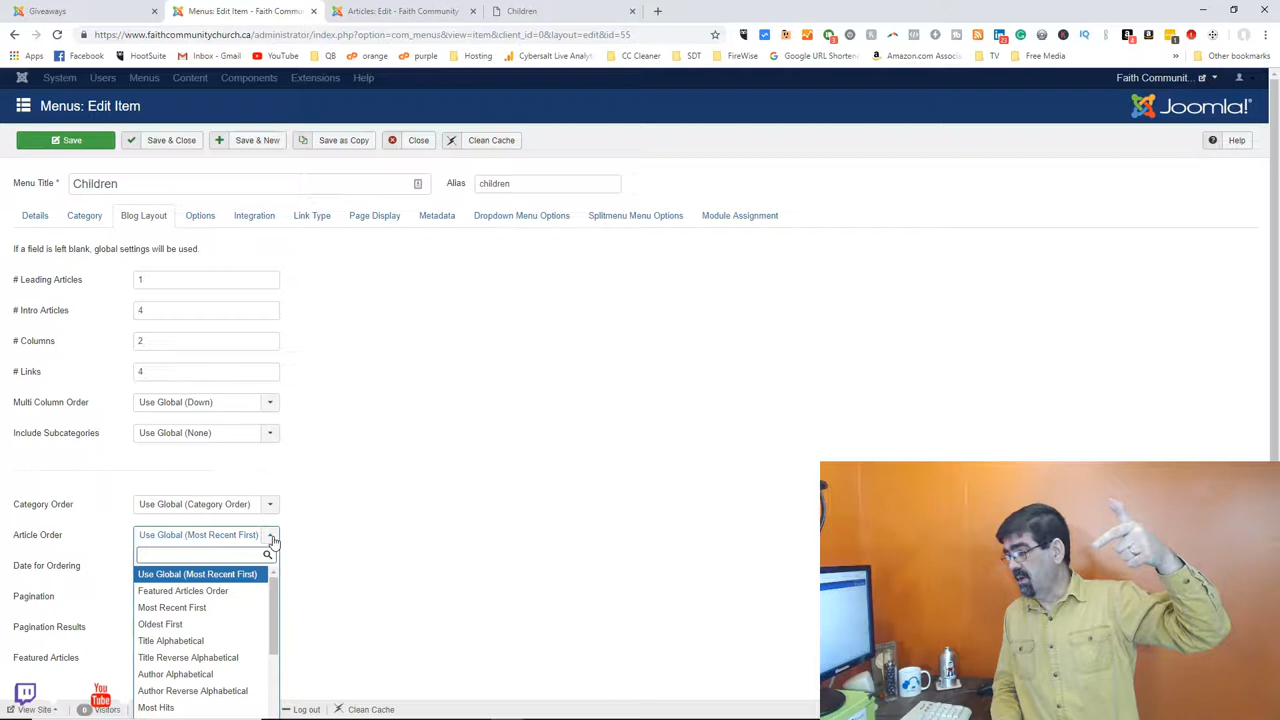 Giveaways
Menus: Edit Item - Faith Commu
Articles: Edit - Faith Community
Children
https://www.faithcommunitychurch.ca/administrator/index.php?option=com_menus&view=item&client_id=0&layout=edit&id=55
Apps Facebook HootSuite Inbox - Gmail YouTube QB orange purple Hosting Cybersalt Live Analy CC Cleaner SDT FireWise Google URL Shortene Amazon.com Associ TV Free Media » Other bookmarks
System Users Menus Content Components Extensions Help Faith Communit...
Menus: Edit Item Joomla!®
Save Save & Close Save & New Save as Copy Close Clean Cache Help
Menu Title * Children Alias children
Details Category Blog Layout Options Integration Link Type Page Display Metadata Dropdown Menu Options Splitmenu Menu Options Module Assignment
If a field is left blank, global settings will be used.
# Leading Articles 1
# Intro Articles 4
# Columns 2
# Links 4
Multi Column Order Use Global (Down)
Include Subcategories Use Global (None)
Category Order Use Global (Category Order)
Article Order Use Global (Most Recent First)
Date for Ordering
Use Global (Most Recent First)
Featured Articles Order
Pagination
Most Recent First
Oldest First
Pagination Results
Title Alphabetical
Title Reverse Alphabetical
Featured Articles
Author Alphabetical
Author Reverse Alphabetical
Most Hits
You
Tube
View Site 0 Visitors Log out Clean Cache